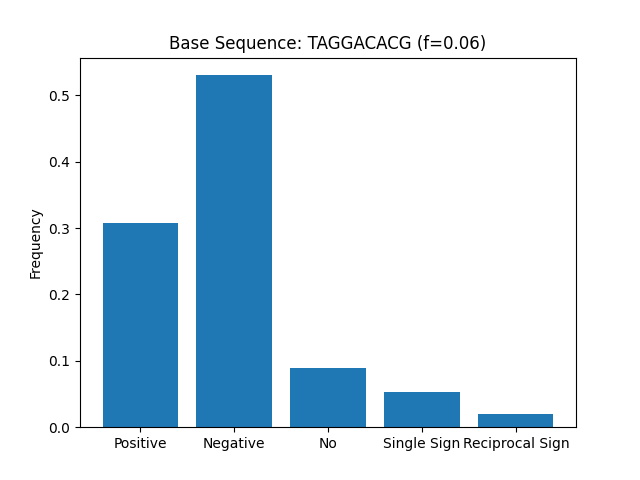 Base Sequence: TAGGACACG (f=0.06)
0.5
0.4
0.3
0.2
0.1
0.0
Frequency
Positive Negative No Single Sign Reciprocal Sign